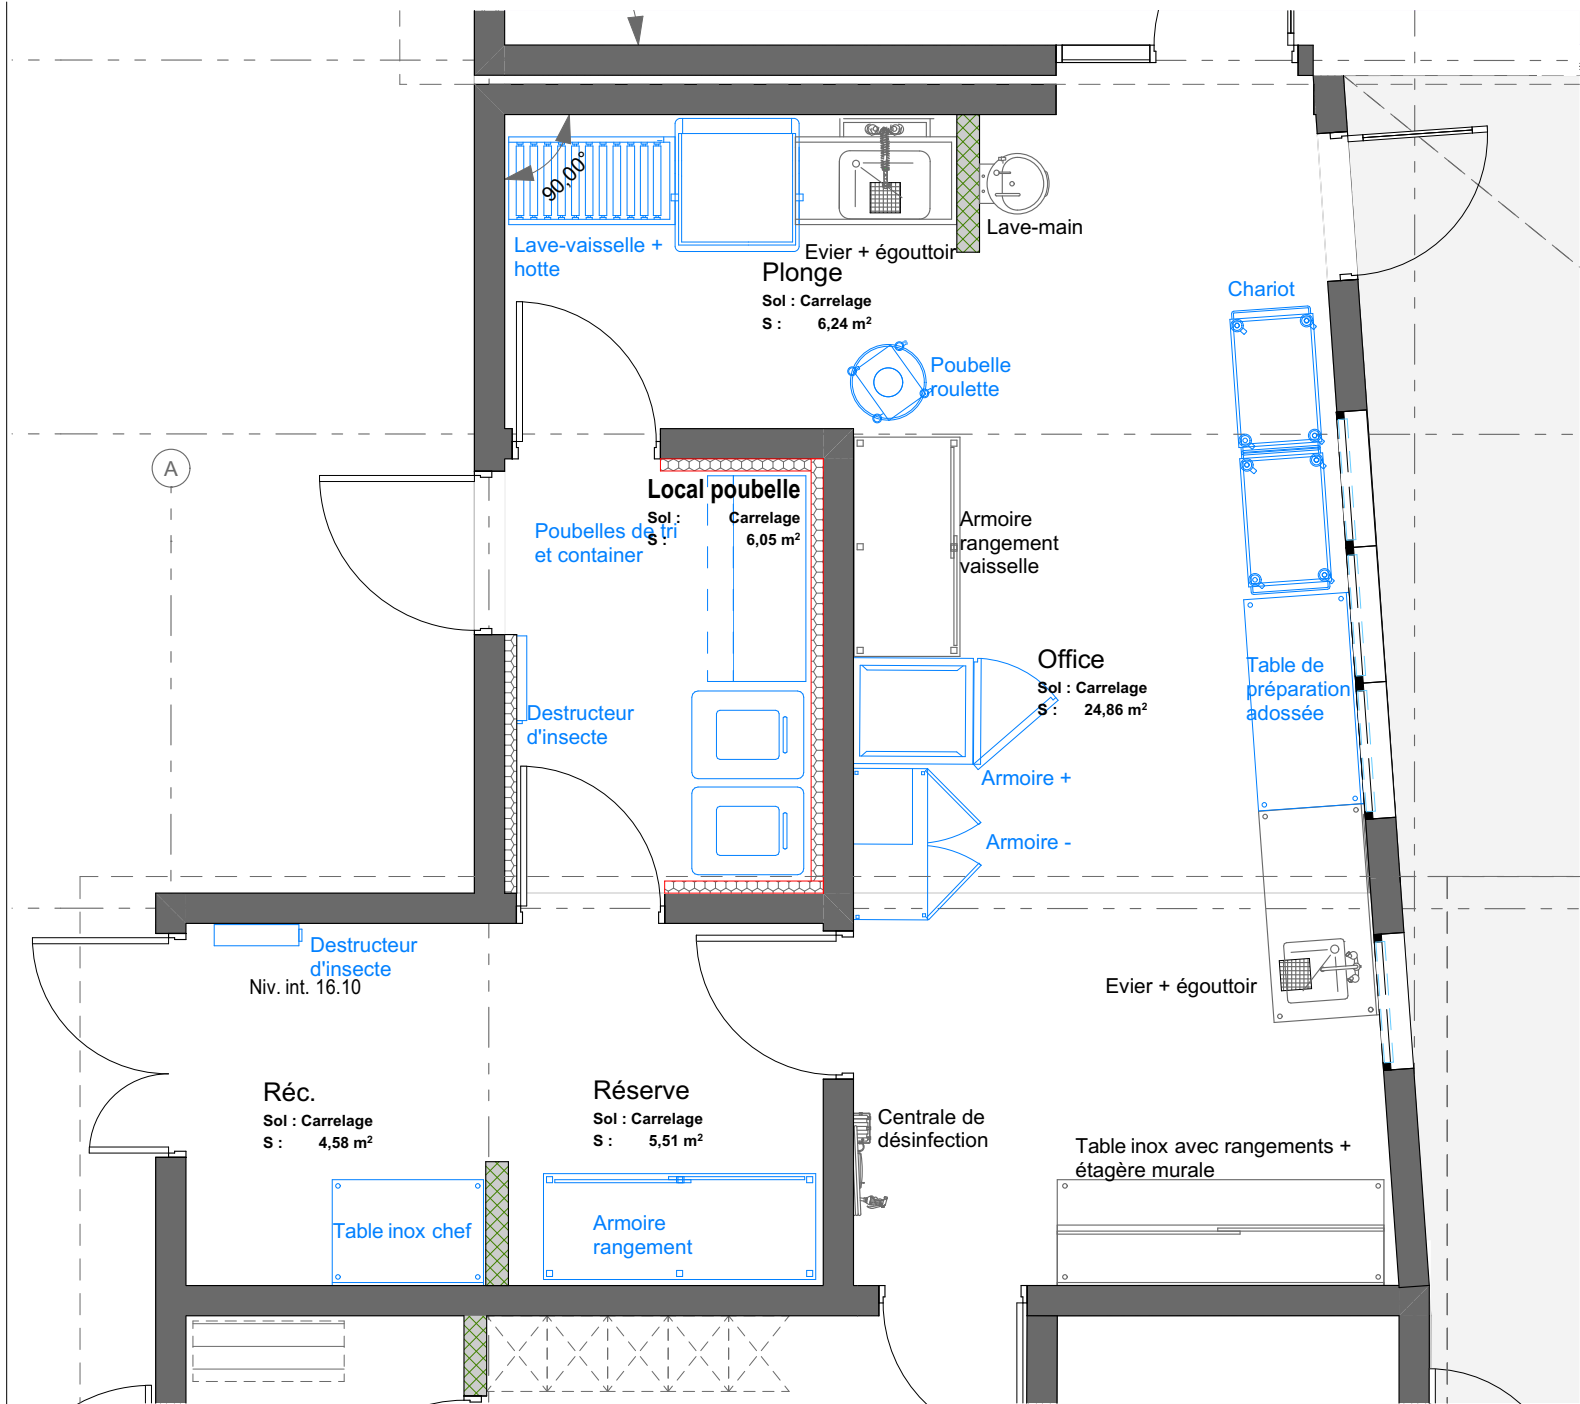 90,00°
Lave-vaisselle +
hotte
Evier + égouttoir
Lave-main
Plonge
Sol : Carrelage
S : 6,24 m²
Chariot
Poubelle
roulette
A
Local poubelle
Sol : Carrelage
S : 6,05 m²
Poubelles de tri
et container
Armoire
rangement
vaisselle
Office
Sol : Carrelage
S : 24,86 m²
Table de
préparation
adossée
Destructeur
d'insecte
Armoire +
Armoire -
Destructeur
d'insecte
Niv. int. 16.10
Evier + égouttoir
Réc.
Sol : Carrelage
S : 4,58 m²
Réserve
Sol : Carrelage
S : 5,51 m²
Centrale de
désinfection
Table inox avec rangements +
étagère murale
Table inox chef
Armoire
rangement